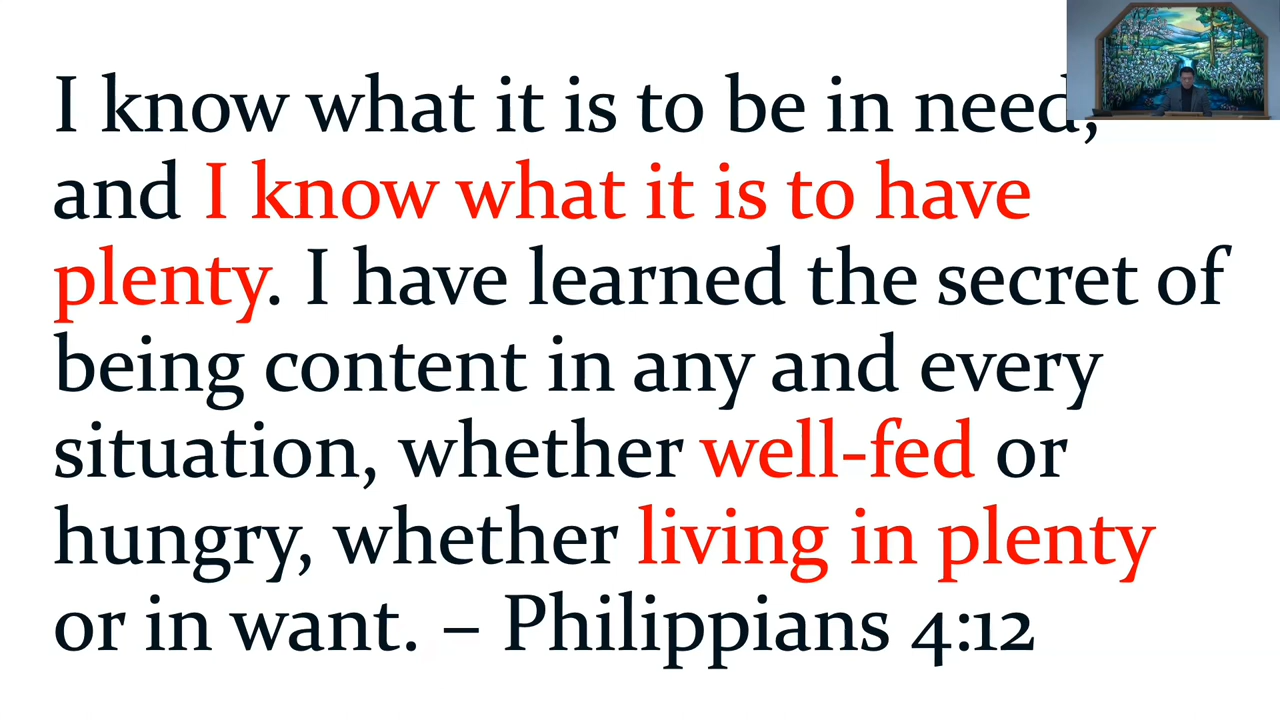 I know what it is to be in need,
and I know what it is to have
plenty. I have learned the secret of
being content in any and every
situation, whether well-fed or
hungry, whether living in plenty
or in want. – Philippians 4:12